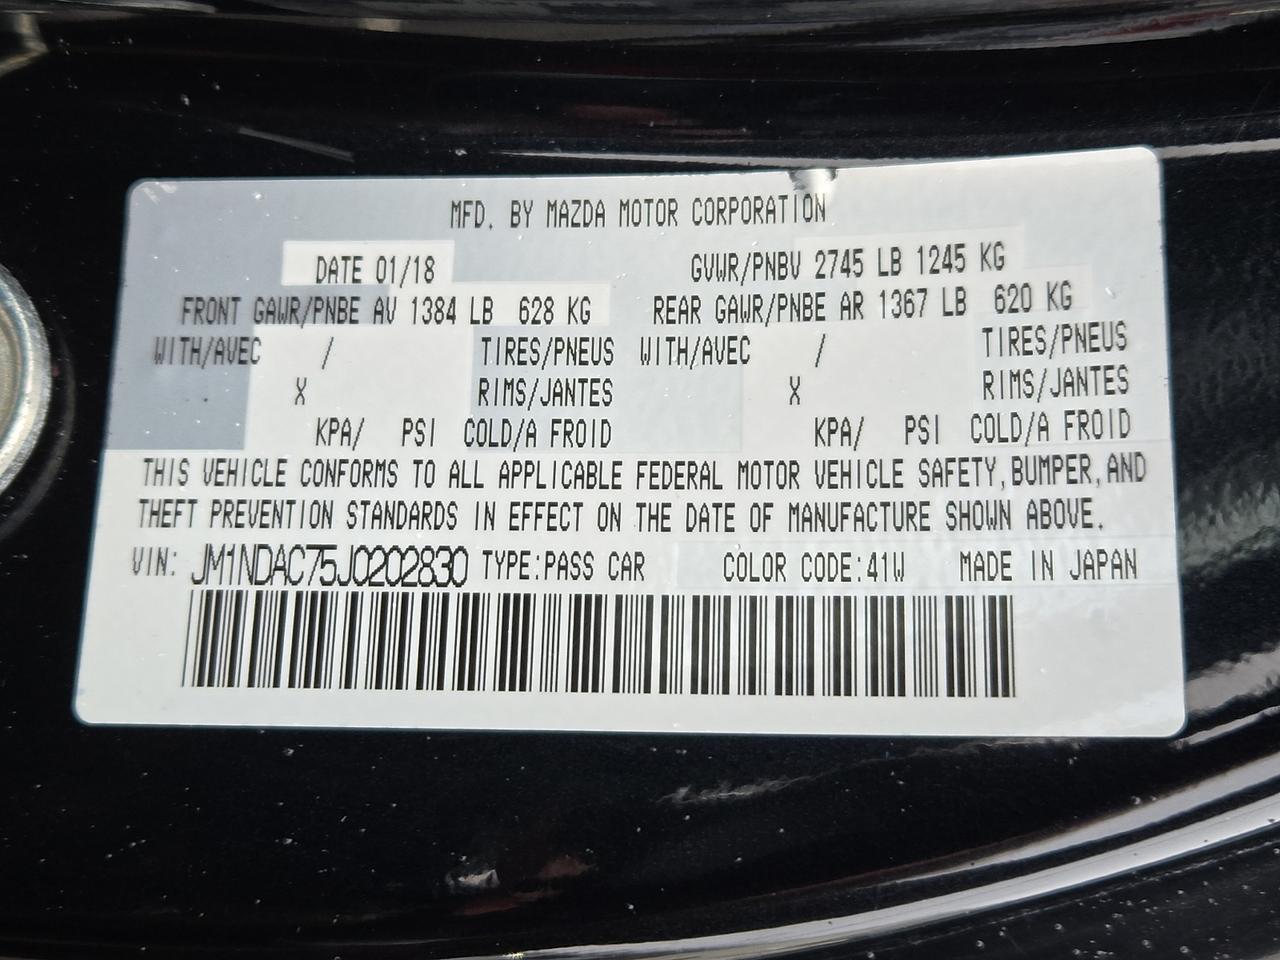 MFD. BY MAZDA MOTOR CORPORATION
DATE 01/18 GVWR/PNBV 2745 LB 1245 KG
FRONT GAWR/PNBE AV 1384 LB 628 KG REAR GAWR/PNBE AR 1367 LB 620 KG
WITH/AVEC / TIRES/PNEUS WITH/AVEC / TIRES/PNEUS
X RIMS/JANTES X RIMS/JANTES
KPA/ PSI COLD/A FROID KPA/ PSI COLD/A FROID
THIS VEHICLE CONFORMS TO ALL APPLICABLE FEDERAL MOTOR VEHICLE SAFETY, BUMPER, AND
THEFT PREVENTION STANDARDS IN EFFECT ON THE DATE OF MANUFACTURE SHOWN ABOVE.
VIN: JM1NDAC75J0202830 TYPE:PASS CAR COLOR CODE:41W MADE IN JAPAN